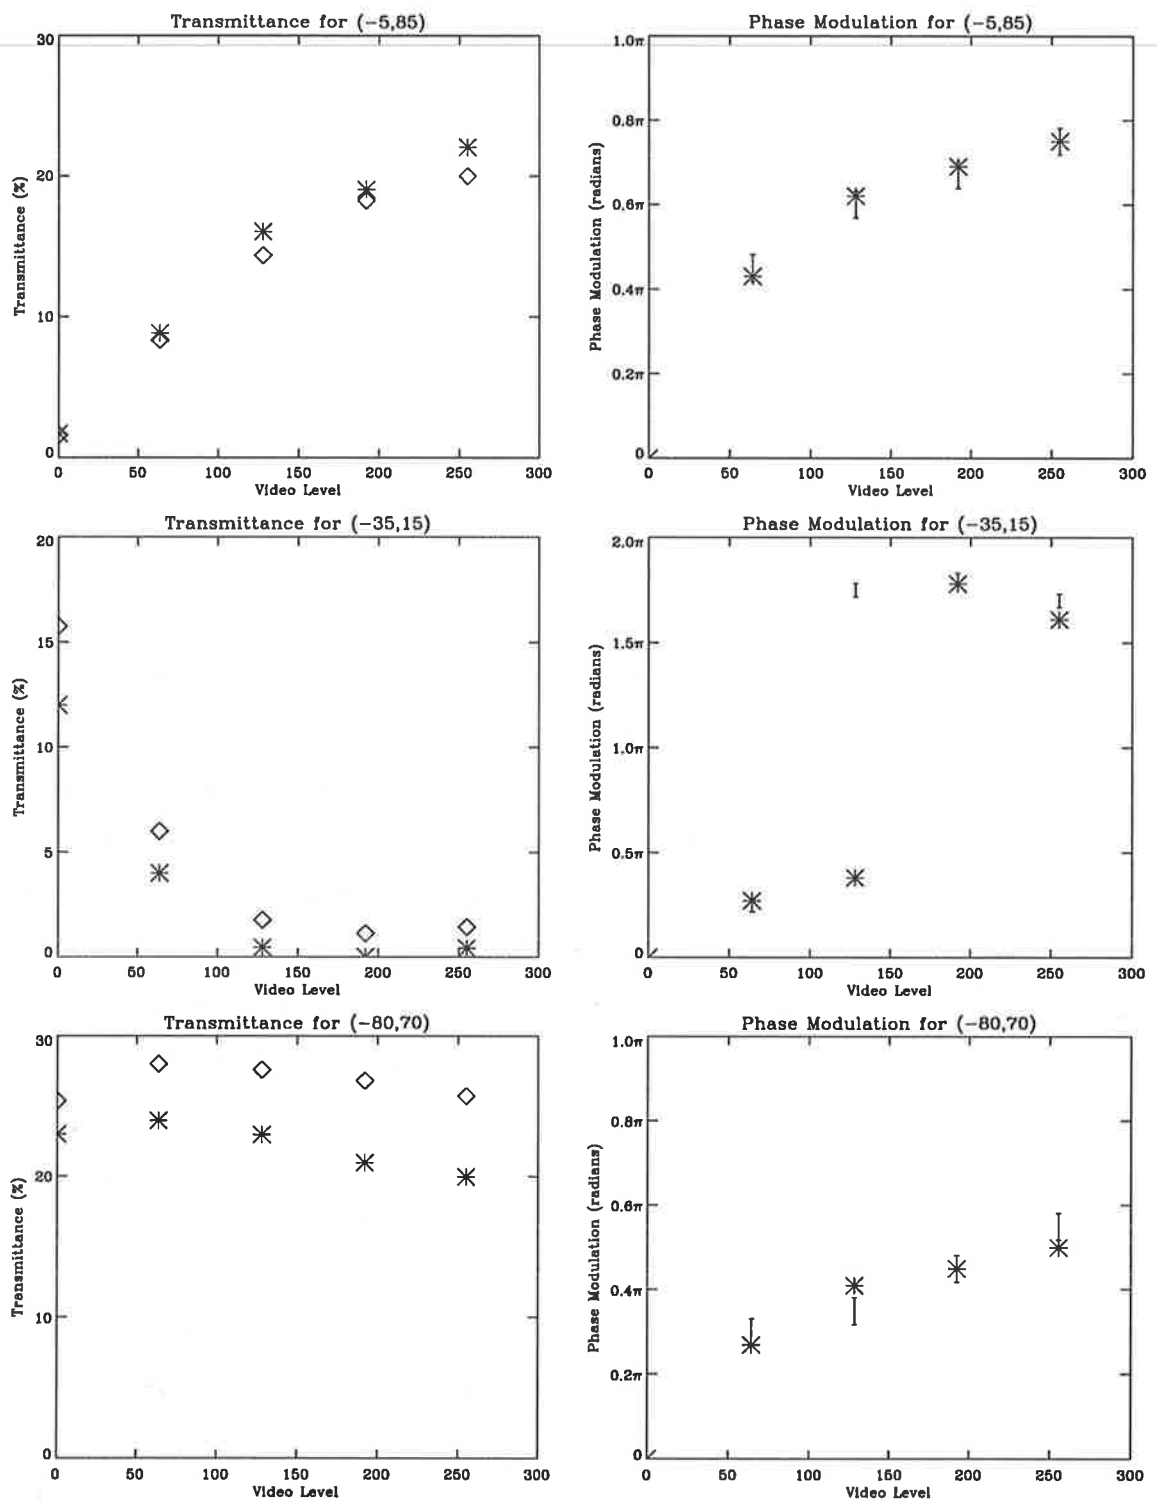 Transmittance for (−5,85)
30
20
10
0
Transmittance (%)
0 50 100 150 200 250 300
Video Level
Phase Modulation for (−5,85)
1.0π
0.8π
0.6π
0.4π
0.2π
0
Phase Modulation (radians)
0 50 100 150 200 250 300
Video Level
Transmittance for (−35,15)
20
15
10
5
0
Transmittance (%)
0 50 100 150 200 250 300
Video Level
Phase Modulation for (−35,15)
2.0π
1.5π
1.0π
0.5π
0
Phase Modulation (radians)
0 50 100 150 200 250 300
Video Level
Transmittance for (−80,70)
30
20
10
0
Transmittance (%)
0 50 100 150 200 250 300
Video Level
Phase Modulation for (−80,70)
1.0π
0.8π
0.6π
0.4π
0.2π
0
Phase Modulation (radians)
0 50 100 150 200 250 300
Video Level